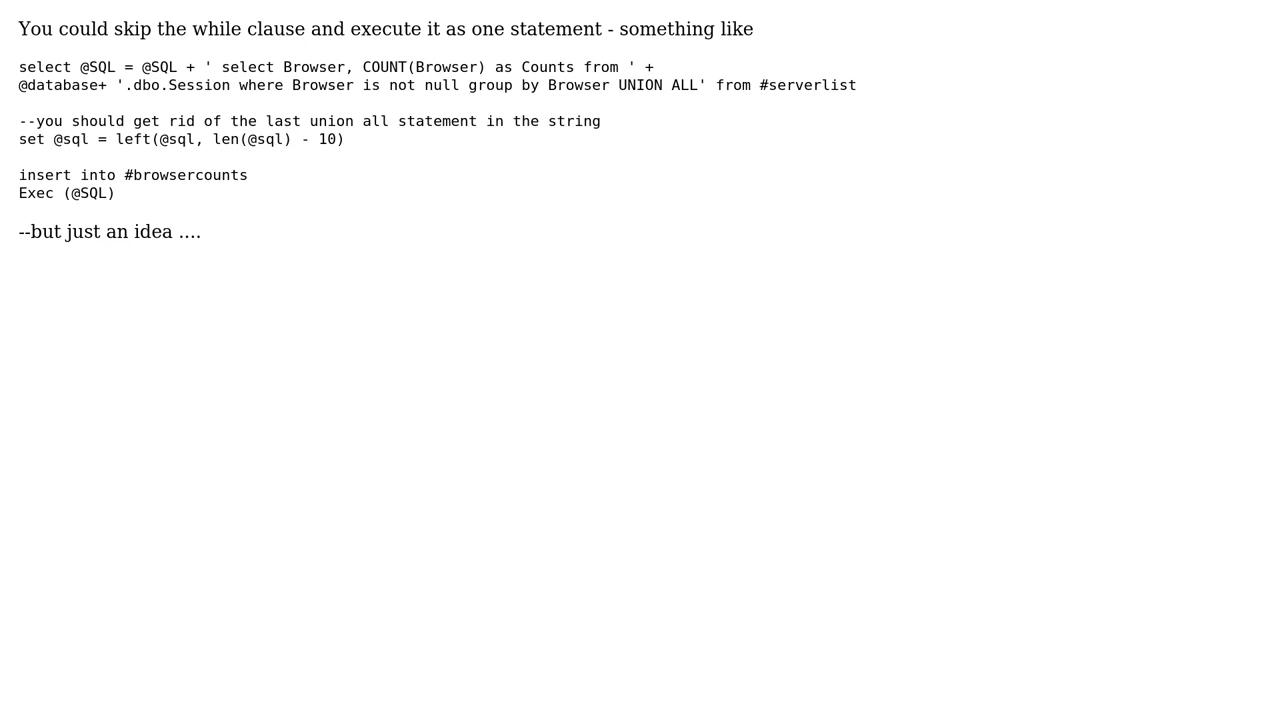 You could skip the while clause and execute it as one statement - something like
select @SQL = @SQL + ' select Browser, COUNT(Browser) as Counts from ' +
@database+ '.dbo.Session where Browser is not null group by Browser UNION ALL' from #serverlist
--you should get rid of the last union all statement in the string
set @sql = left(@sql, len(@sql) - 10)
insert into #browsercounts
Exec (@SQL)
--but just an idea ....